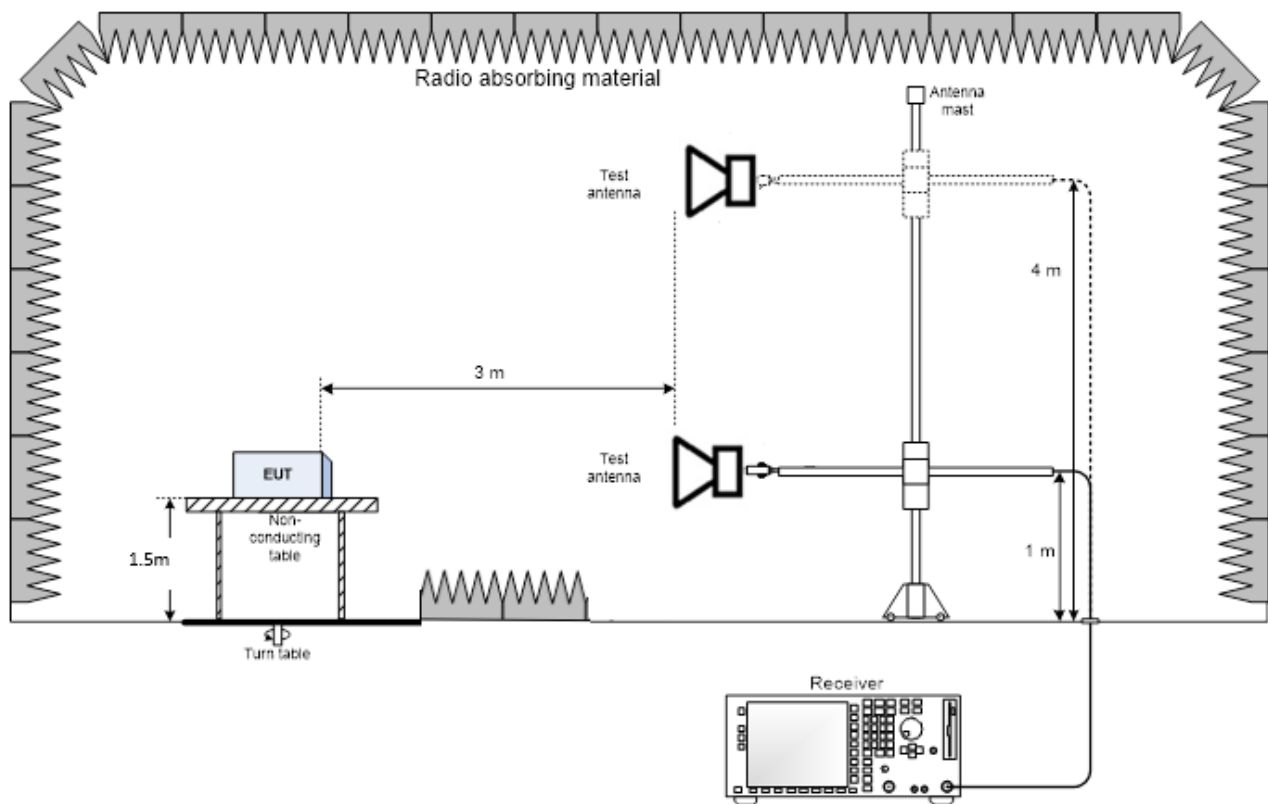 Radio absorbing material
Antenna
mast
Test
antenna
4 m
3 m
Test
antenna
EUT
Non-
conducting
table
1.5m
1 m
Turn table
Receiver